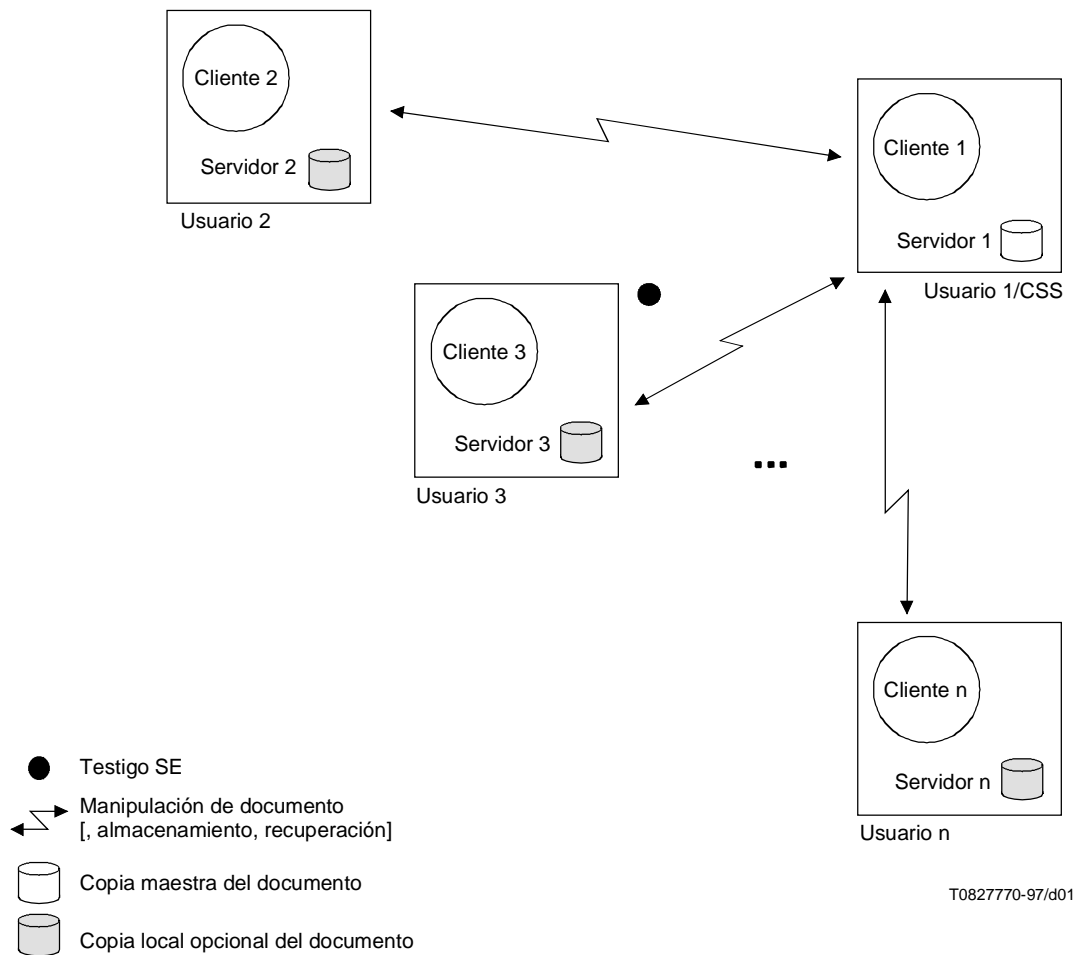 Cliente 2
Servidor 2
Usuario 2
Cliente 1
Servidor 1
Usuario 1/CSS
Cliente 3
Servidor 3
Usuario 3
...
Cliente n
Servidor n
Usuario n
Testigo SE
Manipulación de documento
[, almacenamiento, recuperación]
Copia maestra del documento
Copia local opcional del documento
T0827770-97/d01